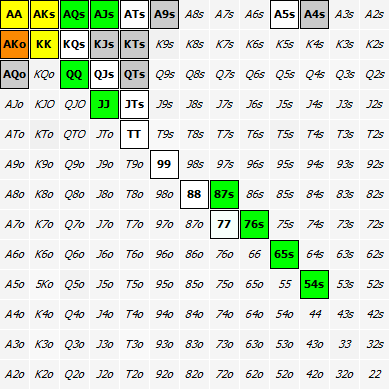 AA AKs AQs AJs ATs A9s A8s A7s A6s A5s A4s A3s A2s
AKo KK KQs KJs KTs K9s K8s K7s K6s K5s K4s K3s K2s
AQo KQo QQ QJs QTs Q9s Q8s Q7s Q6s Q5s Q4s Q3s Q2s
AJo KJO QJO JJ JTs J9s J8s J7s J6s J5s J4s J3s J2s
ATo KTo QTO JTo TT T9s T8s T7s T6s T5s T4s T3s T2s
A9o K9o Q9o J9o T9o 99 98s 97s 96s 95s 94s 93s 92s
A8o K8o Q8o J8o T8o 98o 88 87s 86s 85s 84s 83s 82s
A7o K7o Q7o J7o T7o 97o 87o 77 76s 75s 74s 73s 72s
A6o K6o Q6o J6o T6o 96o 86o 76o 66 65s 64s 63s 62s
A5o 5Ko Q5o J5o T5o 95o 85o 75o 65o 55 54s 53s 52s
A4o K4o Q4o J4o T4o 94o 84o 74o 64o 54o 44 43s 42s
A3o K3o Q3o J3o T3o 93o 83o 73o 63o 53o 43o 33 32s
A2o K2o Q2o J2o T2o 92o 82o 72o 62o 52o 42o 32o 22